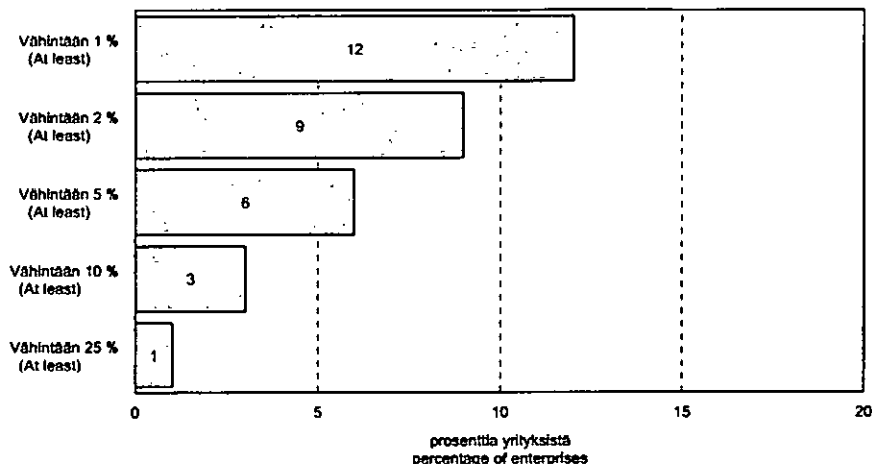 Vähintään 1 %
(At least)
12
Vähintään 2 %
(At least)
9
Vähintään 5 %
(At least)
6
Vähintään 10 %
(At least)
3
Vähintään 25 %
(At least)
1
0 5 10 15 20
prosenttia yrityksistä
percentage of enterprises